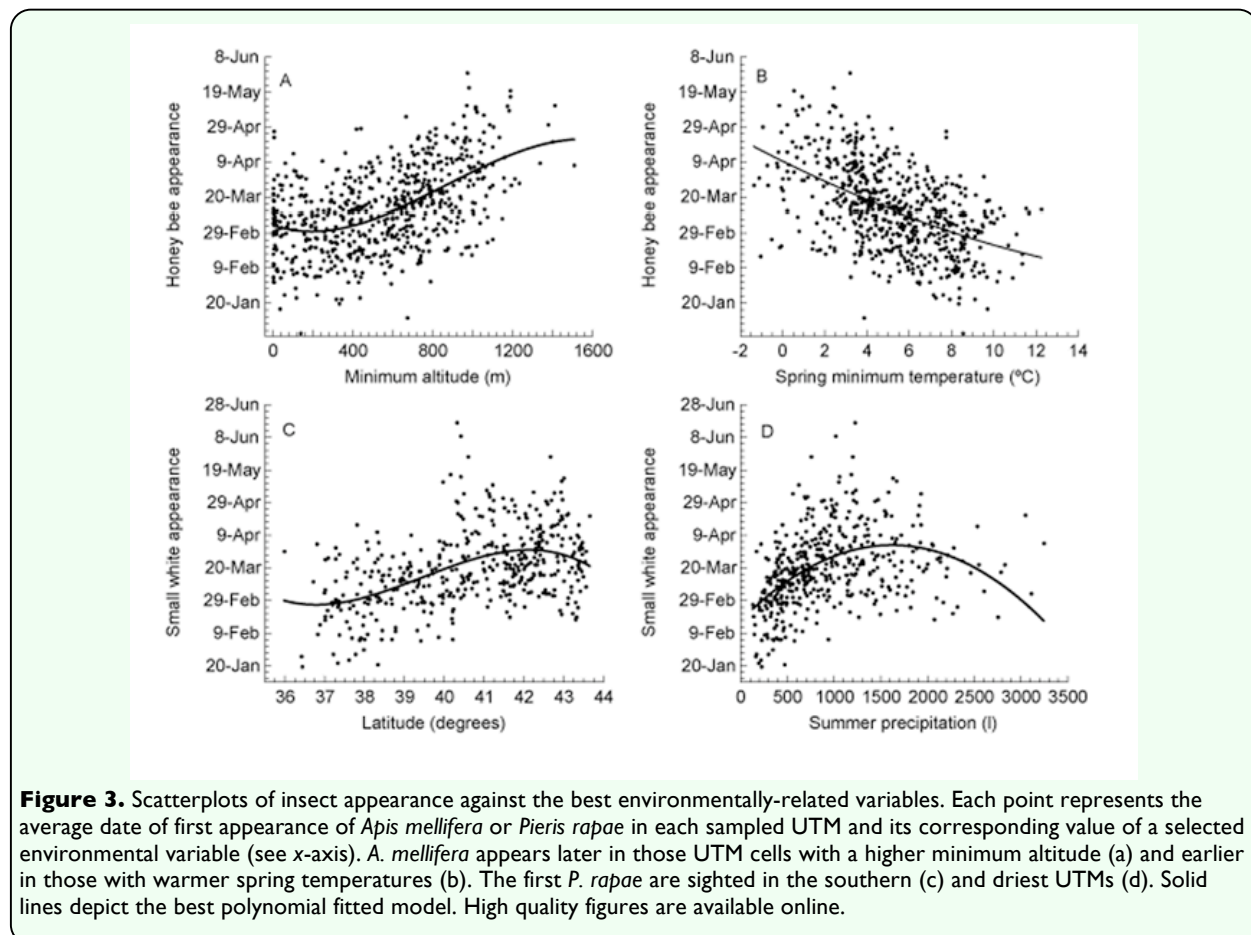 8-Jun
19-May
29-Apr
9-Apr
20-Mar
29-Feb
9-Feb
20-Jan
Honey bee appearance
A
0 400 800 1200 1600
Minimum altitude (m)
8-Jun
19-May
29-Apr
9-Apr
20-Mar
29-Feb
9-Feb
20-Jan
Honey bee appearance
B
-2 0 2 4 6 8 10 12 14
Spring minimum temperature (ºC)
28-Jun
8-Jun
19-May
29-Apr
9-Apr
20-Mar
29-Feb
9-Feb
20-Jan
Small white appearance
C
36 37 38 39 40 41 42 43 44
Latitude (degrees)
28-Jun
8-Jun
19-May
29-Apr
9-Apr
20-Mar
29-Feb
9-Feb
20-Jan
Small white appearance
D
0 500 1000 1500 2000 2500 3000 3500
Summer precipitation (l)
Figure 3. Scatterplots of insect appearance against the best environmentally-related variables. Each point represents the
average date of first appearance of Apis mellifera or Pieris rapae in each sampled UTM and its corresponding value of a selected
environmental variable (see x-axis). A. mellifera appears later in those UTM cells with a higher minimum altitude (a) and earlier
in those with warmer spring temperatures (b). The first P. rapae are sighted in the southern (c) and driest UTMs (d). Solid
lines depict the best polynomial fitted model. High quality figures are available online.